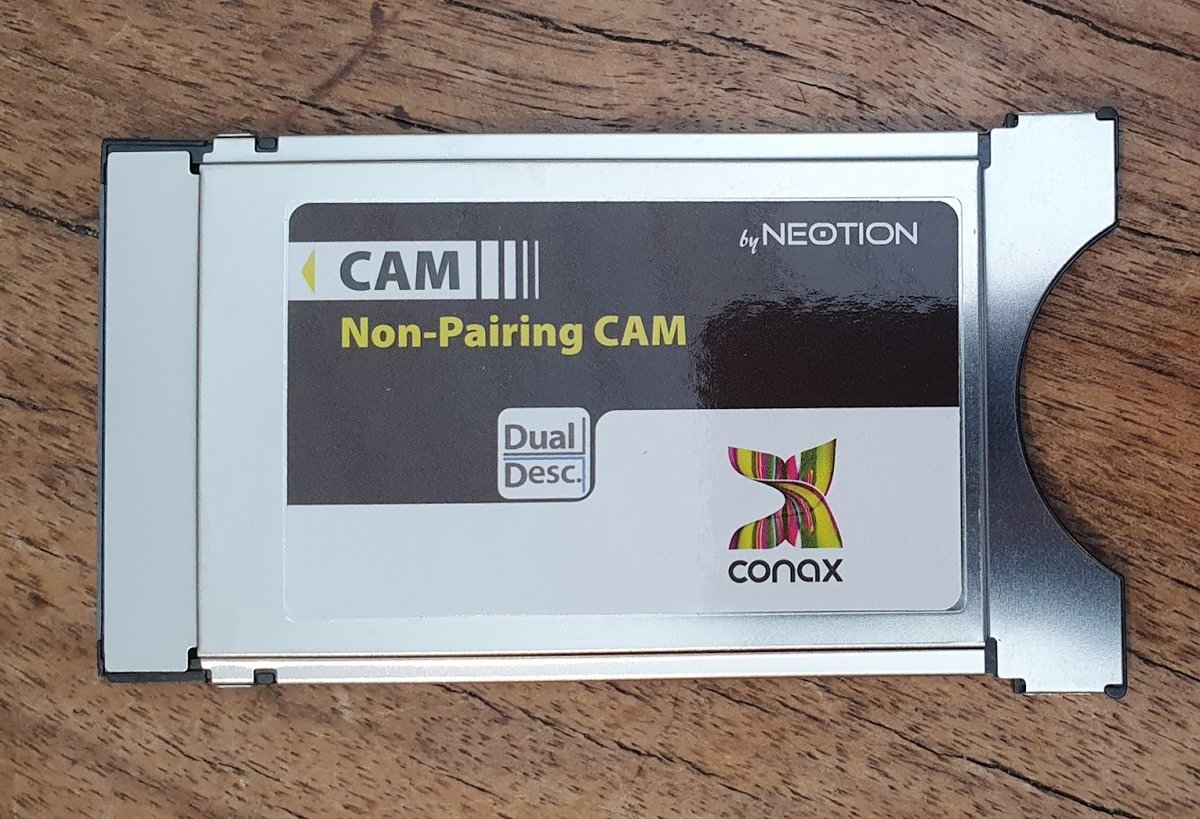 by NEOTION
CAM
Non-Pairing CAM
Dual
Desc.
conax